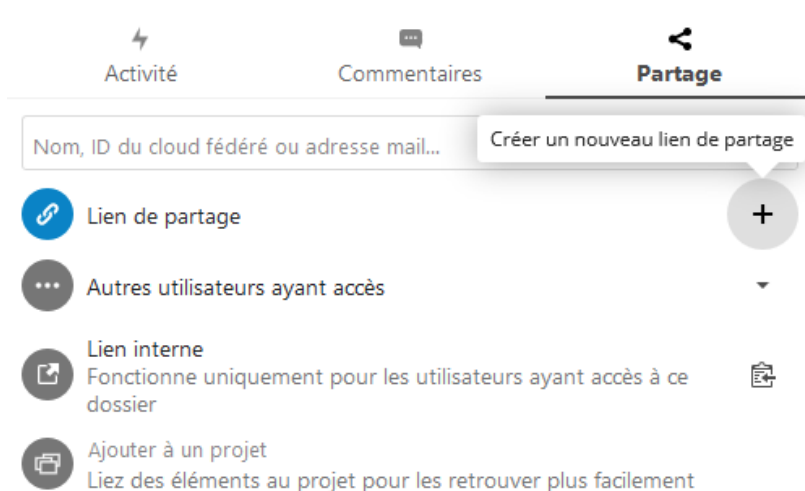 Activité
Commentaires
Partage
Nom, ID du cloud fédéré ou adresse mail...
Créer un nouveau lien de partage
Lien de partage
Autres utilisateurs ayant accès
Lien interne
Fonctionne uniquement pour les utilisateurs ayant accès à ce
dossier
Ajouter à un projet
Liez des éléments au projet pour les retrouver plus facilement